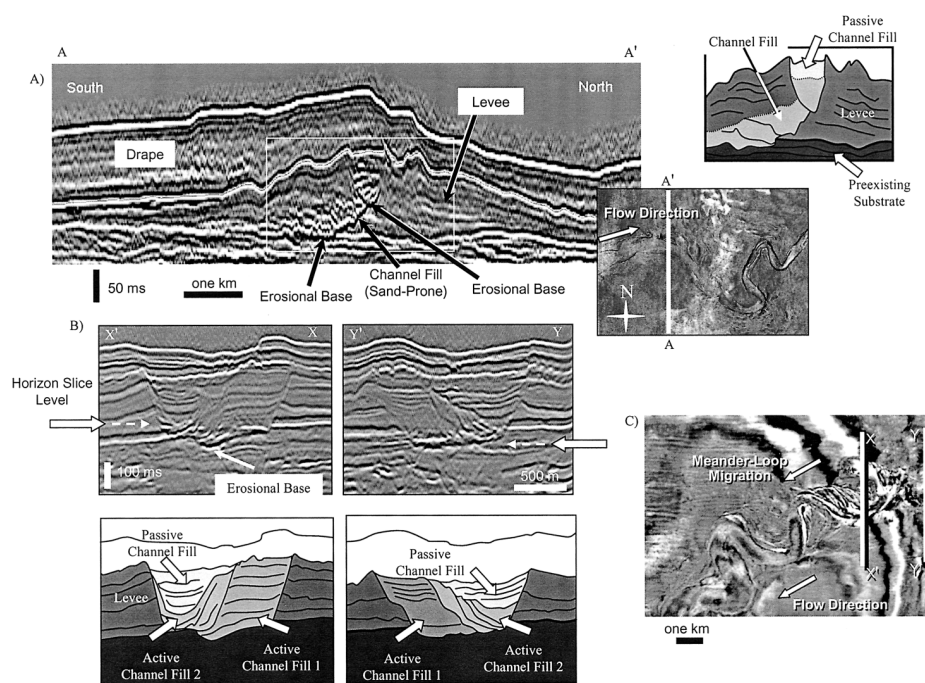 A
A'
A)
South
North
Levee
Drape
50 ms
one km
Erosional Base
Channel Fill
(Sand-Prone)
Erosional Base
Passive
Channel Fill
Channel Fill
Levee
Preexisting
Substrate
A'
Flow Direction
N
A
B)
X'
X
Y'
Y
Horizon Slice
Level
100 ms
Erosional Base
500 m
Passive
Channel Fill
Levee
Active
Channel Fill 2
Active
Channel Fill 1
Passive
Channel Fill
Active
Channel Fill 1
Active
Channel Fill 2
C)
X
Y
Meander-Loop
Migration
X'
Y'
Flow Direction
one km